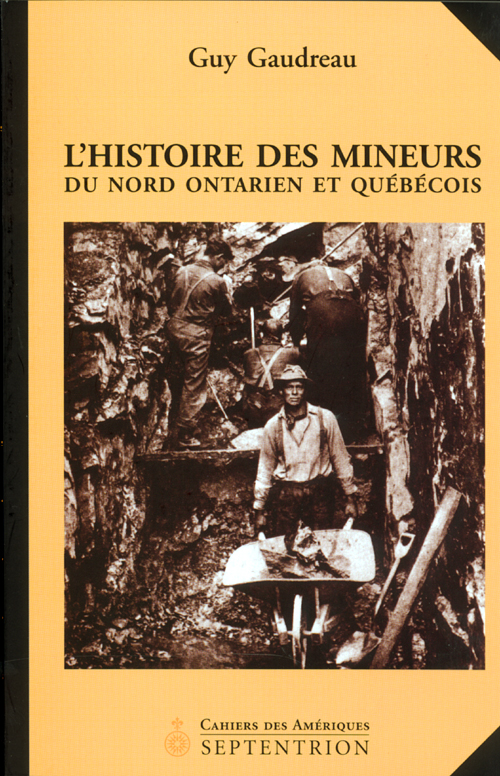 Guy Gaudreau
L'HISTOIRE DES MINEURS
DU NORD ONTARIEN ET QUÉBÉCOIS
CAHIERS DES AMÉRIQUES
SEPTENTRION